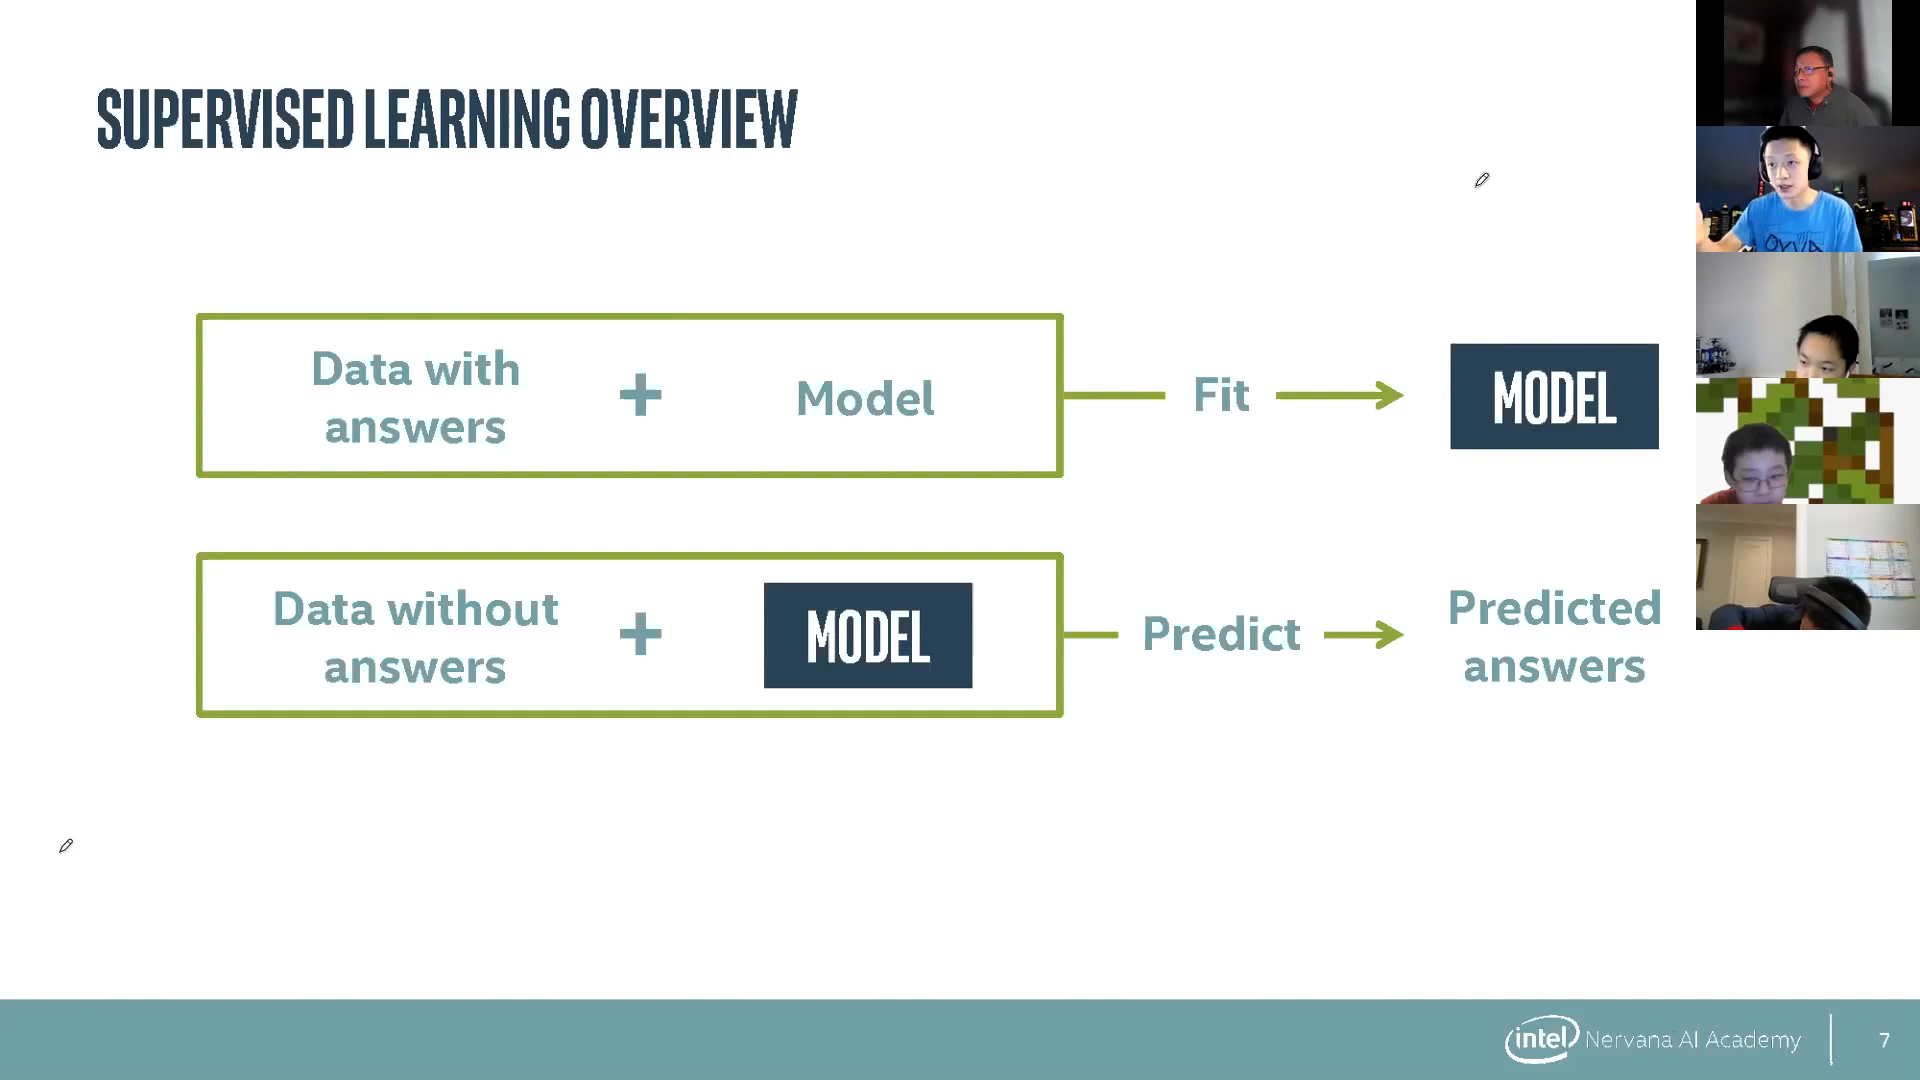 SUPERVISED LEARNING OVERVIEW
Data with
answers
+
Model
Fit
MODEL
Data without
answers
+
MODEL
Predict
Predicted
answers
intel Nervana AI Academy
7